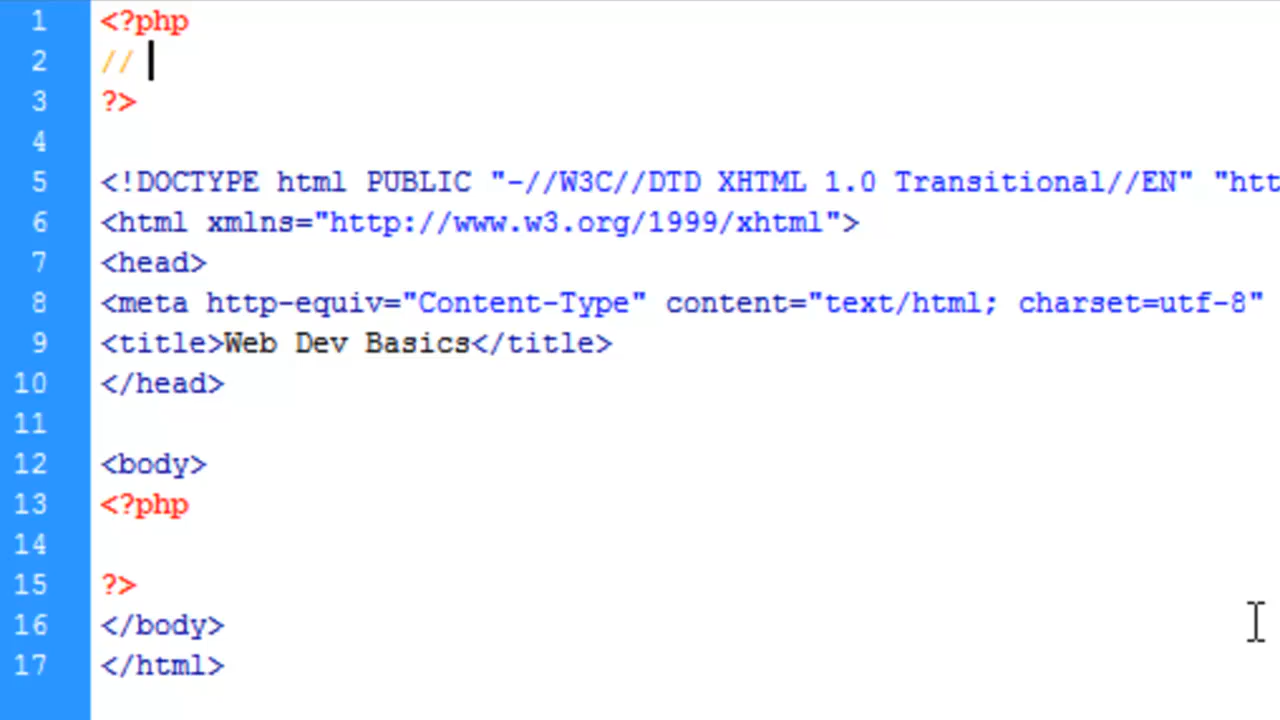 1 <?php
2 //
3 ?>
4
5 <!DOCTYPE html PUBLIC "-//W3C//DTD XHTML 1.0 Transitional//EN" "htt
6 <html xmlns="http://www.w3.org/1999/xhtml">
7 <head>
8 <meta http-equiv="Content-Type" content="text/html; charset=utf-8"
9 <title>Web Dev Basics</title>
10 </head>
11
12 <body>
13 <?php
14
15 ?>
16 </body>
17 </html>